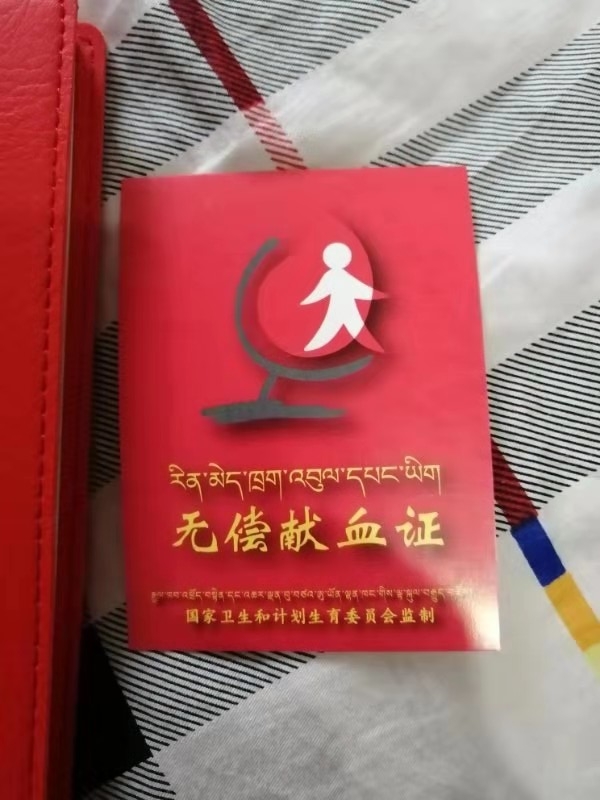 རིན་མེད་ཁྲག་འབུལ་དཔང་ཡིག
无偿献血证
国家卫生和计划生育委员会监制